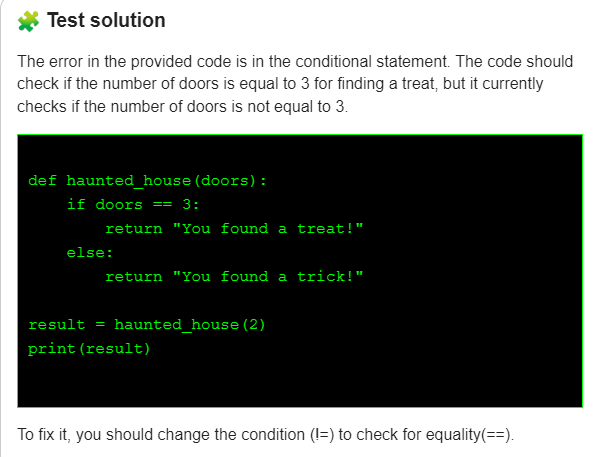 Test solution
The error in the provided code is in the conditional statement. The code should
check if the number of doors is equal to 3 for finding a treat, but it currently
checks if the number of doors is not equal to 3.
def haunted_house(doors):
    if doors == 3:
        return "You found a treat!"
    else:
        return "You found a trick!"
result = haunted_house(2)
print(result)
To fix it, you should change the condition (!=) to check for equality(==).